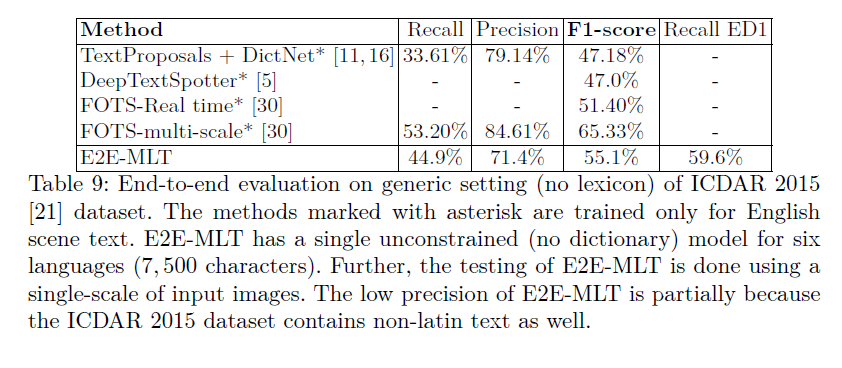 Method Recall Precision F1-score Recall ED1
TextProposals + DictNet* [11, 16] 33.61% 79.14% 47.18% -
DeepTextSpotter* [5] - - 47.0% -
FOTS-Real time* [30] - - 51.40% -
FOTS-multi-scale* [30] 53.20% 84.61% 65.33% -
E2E-MLT 44.9% 71.4% 55.1% 59.6%
Table 9: End-to-end evaluation on generic setting (no lexicon) of ICDAR 2015
[21] dataset. The methods marked with asterisk are trained only for English
scene text. E2E-MLT has a single unconstrained (no dictionary) model for six
languages (7, 500 characters). Further, the testing of E2E-MLT is done using a
single-scale of input images. The low precision of E2E-MLT is partially because
the ICDAR 2015 dataset contains non-latin text as well.